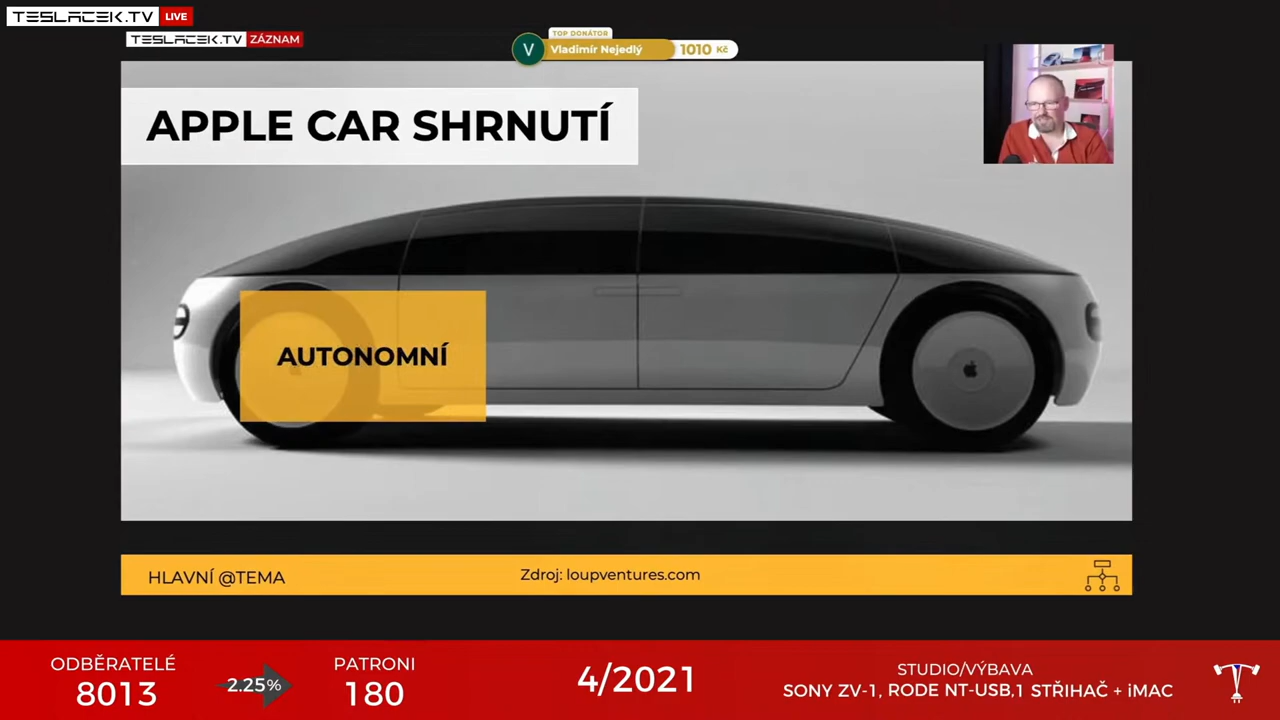 TESLACEK.TV LIVE
TESLACEK.TV ZÁZNAM
TOP DONÁTOR
V Vladimír Nejedlý 1010 Kč
APPLE CAR SHRNUTÍ
AUTONOMNÍ
HLAVNÍ @TEMA
Zdroj: loupventures.com
ODBĚRATELÉ
8013
2.25%
PATRONI
180
4/2021
STUDIO/VÝBAVA
SONY ZV-1, RODE NT-USB,1 STŘIHAČ + iMAC